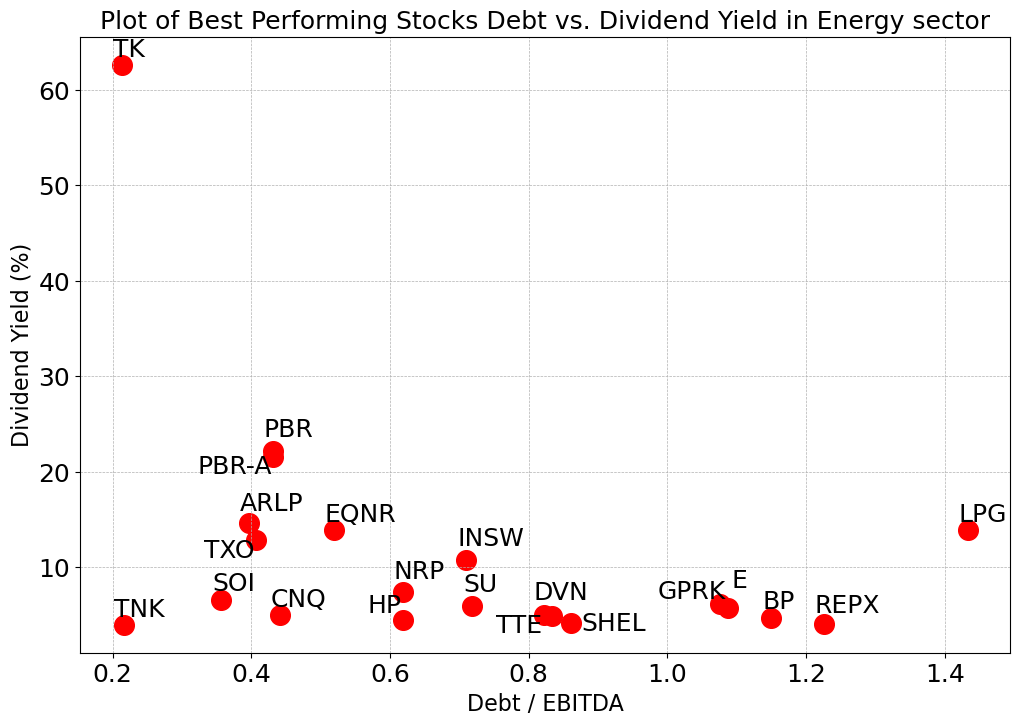 Plot of Best Performing Stocks Debt vs. Dividend Yield in Energy sector
TK
60
50
40
30
20
10
Dividend Yield (%)
PBR
PBR-A
ARLP
EQNR
LPG
TXO
INSW
NRP
SOI
E
SU
DVN
GPRK
CNQ
BP
HP
TNK
REPX
TTE
SHEL
0.2 0.4 0.6 0.8 1.0 1.2 1.4
Debt / EBITDA